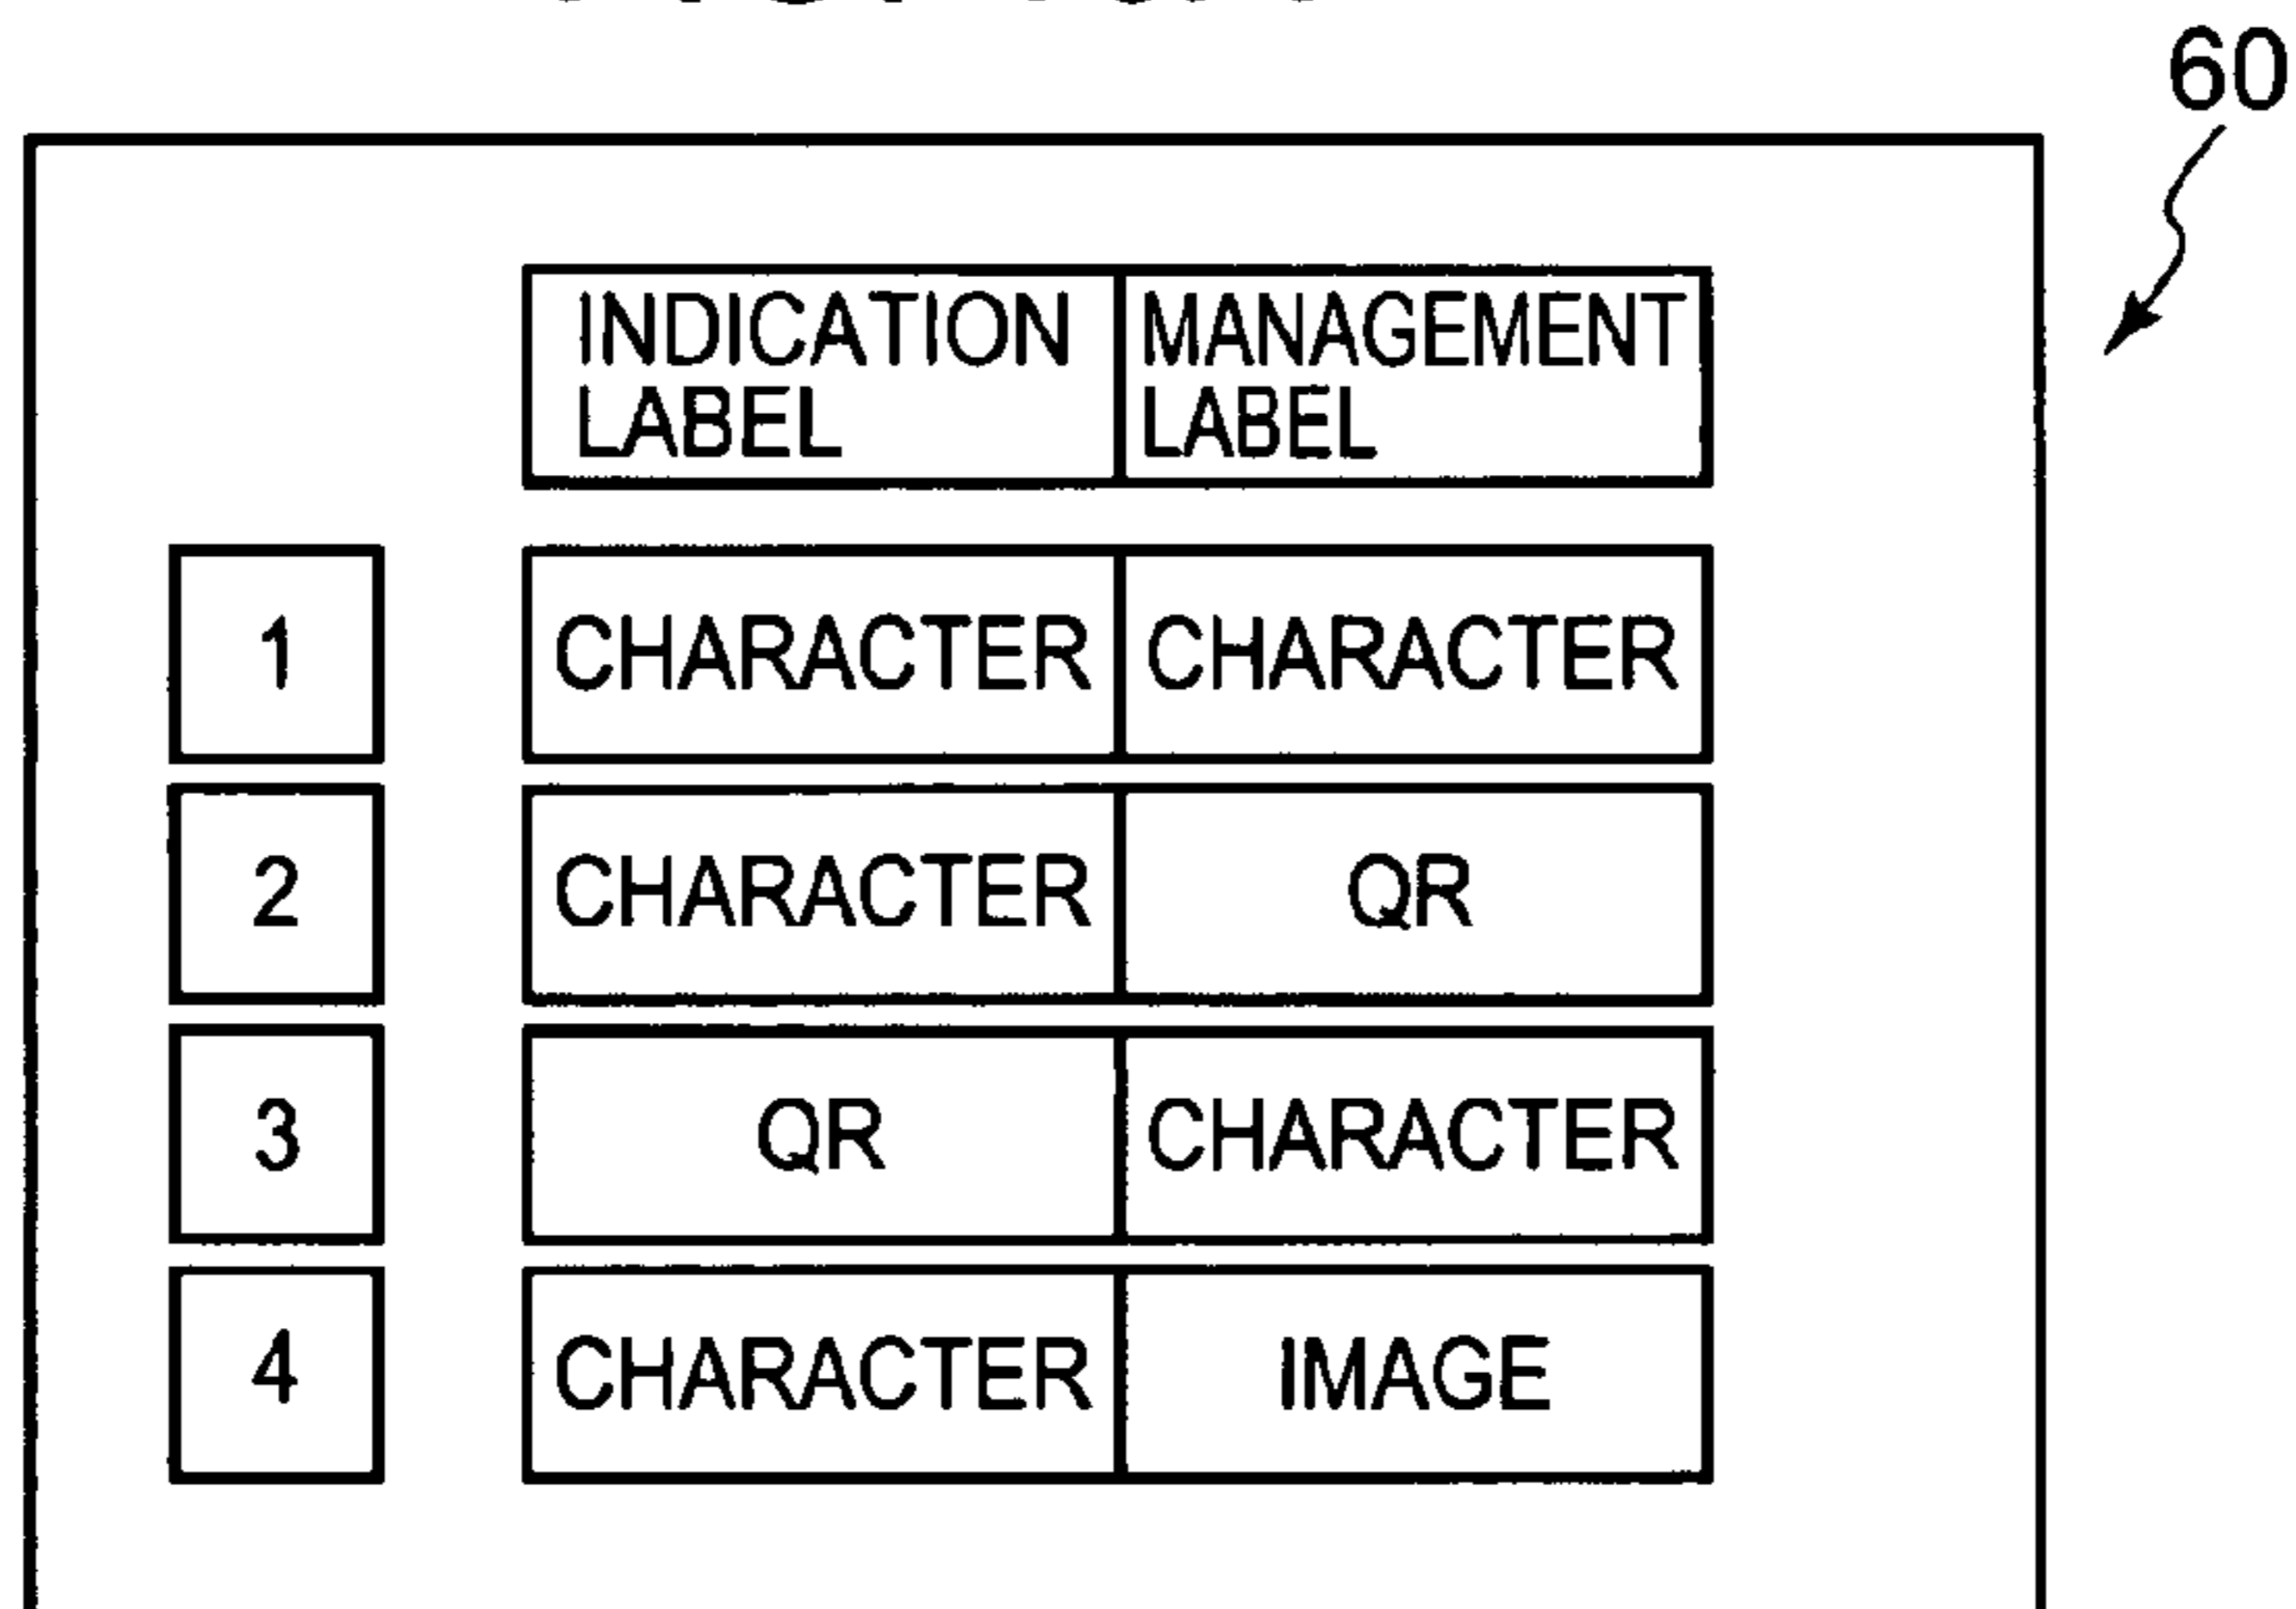 60
INDICATION LABEL MANAGEMENT LABEL
1 CHARACTER CHARACTER
2 CHARACTER QR
3 QR CHARACTER
4 CHARACTER IMAGE